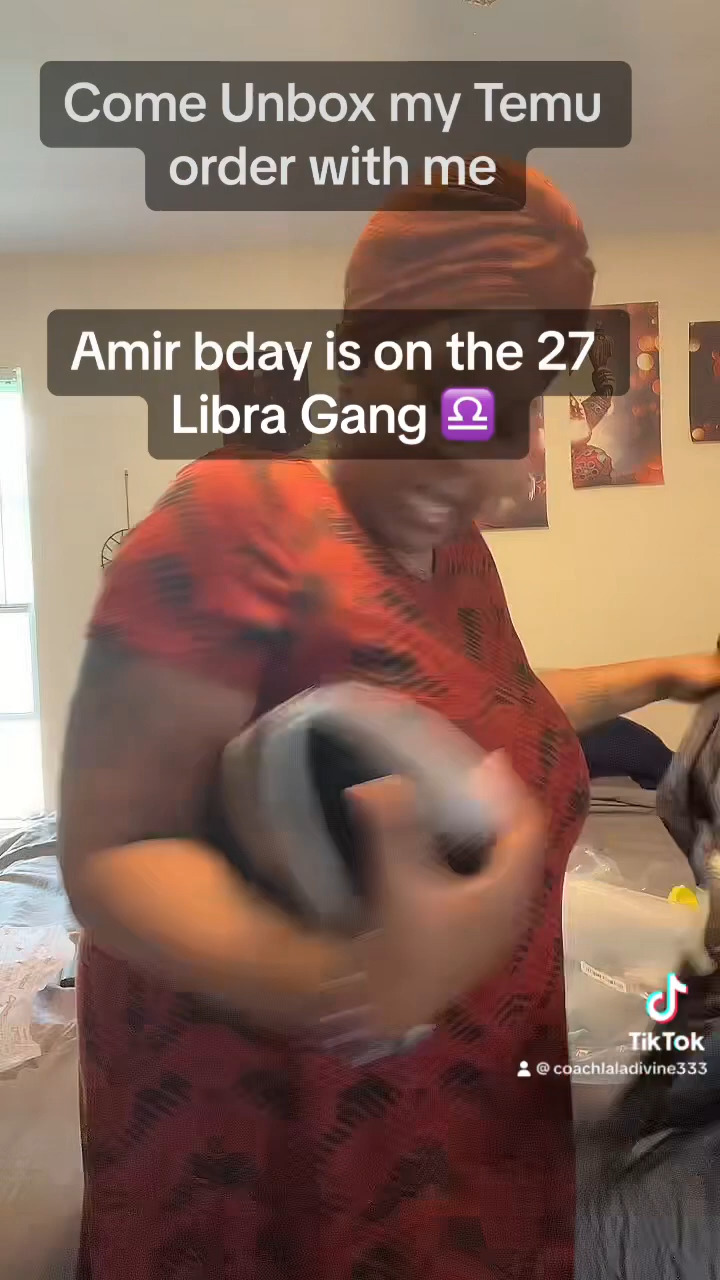 Come Unbox my Temu
order with me
Amir bday is on the 27
Libra Gang ♎
TikTok
@coachlaladivine333